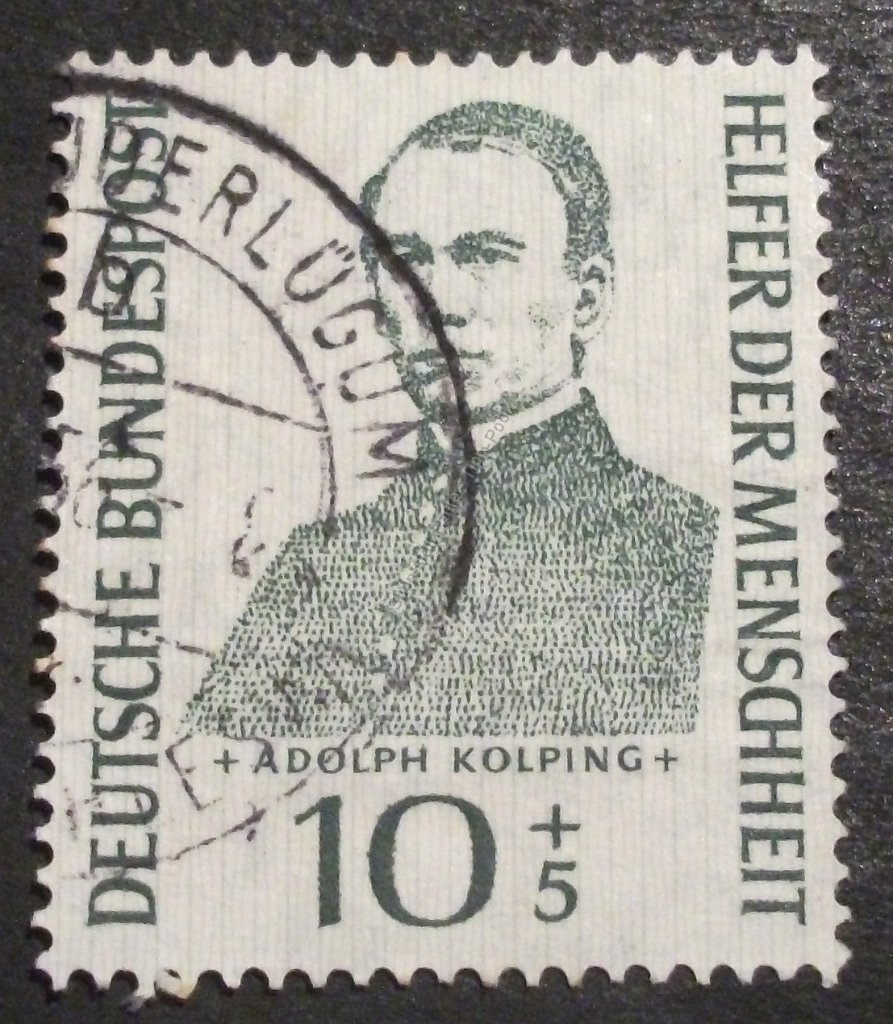 DEUTSCHE BUNDESPOST
HELFER DER MENSCHHEIT
ERLÜGUM
+ ADOLPH KOLPING +
10 + 5